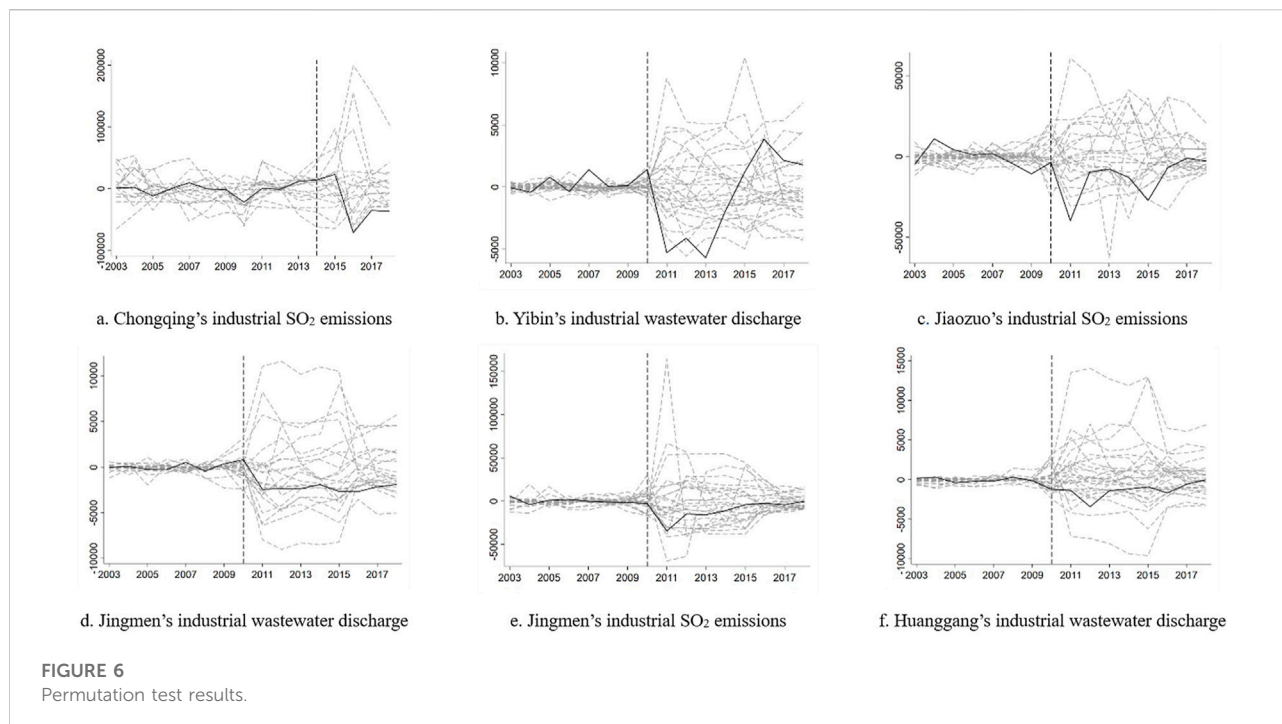 200000
100000
0
-100000
2003 2005 2007 2009 2011 2013 2015 2017
a. Chongqing's industrial SO₂ emissions
10000
5000
0
-5000
2003 2005 2007 2009 2011 2013 2015 2017
b. Yibin's industrial wastewater discharge
50000
0
-50000
2003 2005 2007 2009 2011 2013 2015 2017
c. Jiaozuo's industrial SO₂ emissions
10000
5000
0
-5000
-10000
2003 2005 2007 2009 2011 2013 2015 2017
d. Jingmen's industrial wastewater discharge
150000
100000
50000
0
-50000
2003 2005 2007 2009 2011 2013 2015 2017
e. Jingmen's industrial SO₂ emissions
15000
10000
5000
0
-5000
-10000
2003 2005 2007 2009 2011 2013 2015 2017
f. Huanggang's industrial wastewater discharge
FIGURE 6
Permutation test results.